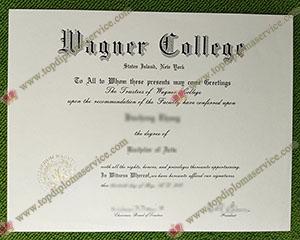 Wagner College
States Island, New York
To All to Whom these presents may come Greetings
The Trustees of Wagner College
upon the recommendation of the Faculty have conferred upon
the degree of
Bachelor of Arts
with all the rights, honors, and privileges thereunto appertaining.
In Witness Whereof, we have hereunto affixed our signatures
Chairman, Board of Trustees
www.topdiplomaservice.com